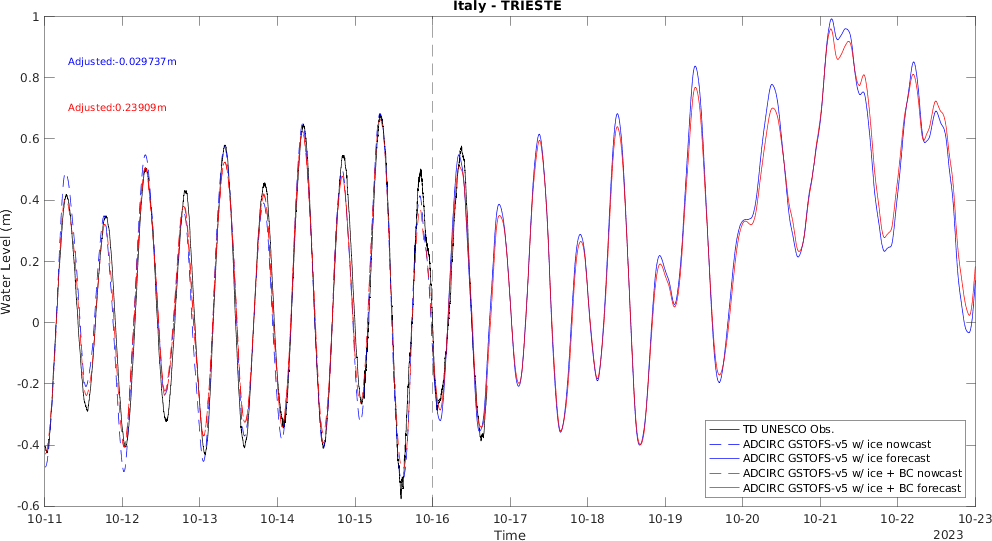 Italy - TRIESTE
Adjusted:-0.029737m
Adjusted:0.23909m
Water Level (m)
1
0.8
0.6
0.4
0.2
0
-0.2
-0.4
-0.6
TD UNESCO Obs.
ADCIRC GSTOFS-v5 w/ ice nowcast
ADCIRC GSTOFS-v5 w/ ice forecast
ADCIRC GSTOFS-v5 w/ ice + BC nowcast
ADCIRC GSTOFS-v5 w/ ice + BC forecast
10-11 10-12 10-13 10-14 10-15 10-16 10-17 10-18 10-19 10-20 10-21 10-22 10-23
Time
2023